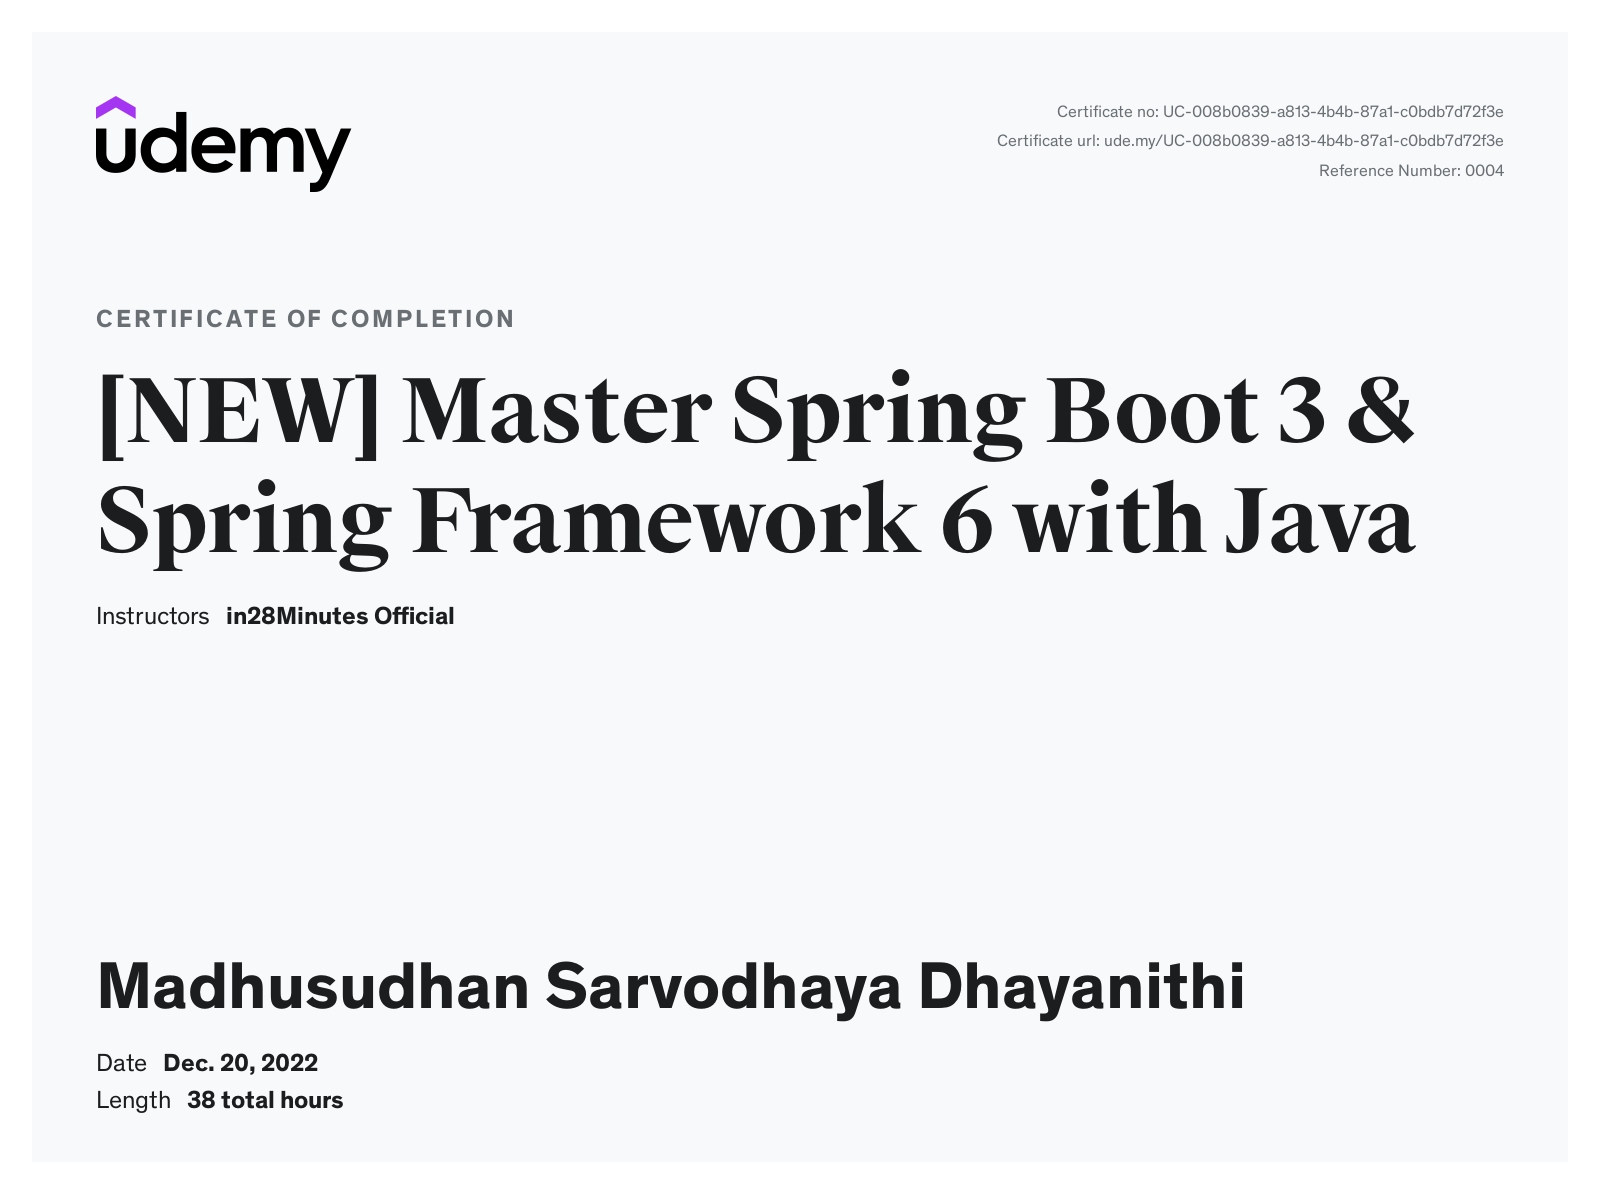 udemy
Certificate no: UC-008b0839-a813-4b4b-87a1-c0bdb7d72f3e
Certificate url: ude.my/UC-008b0839-a813-4b4b-87a1-c0bdb7d72f3e
Reference Number: 0004
CERTIFICATE OF COMPLETION
[NEW] Master Spring Boot 3 &
Spring Framework 6 with Java
Instructors in28Minutes Official
Madhusudhan Sarvodhaya Dhayanithi
Date Dec. 20, 2022
Length 38 total hours